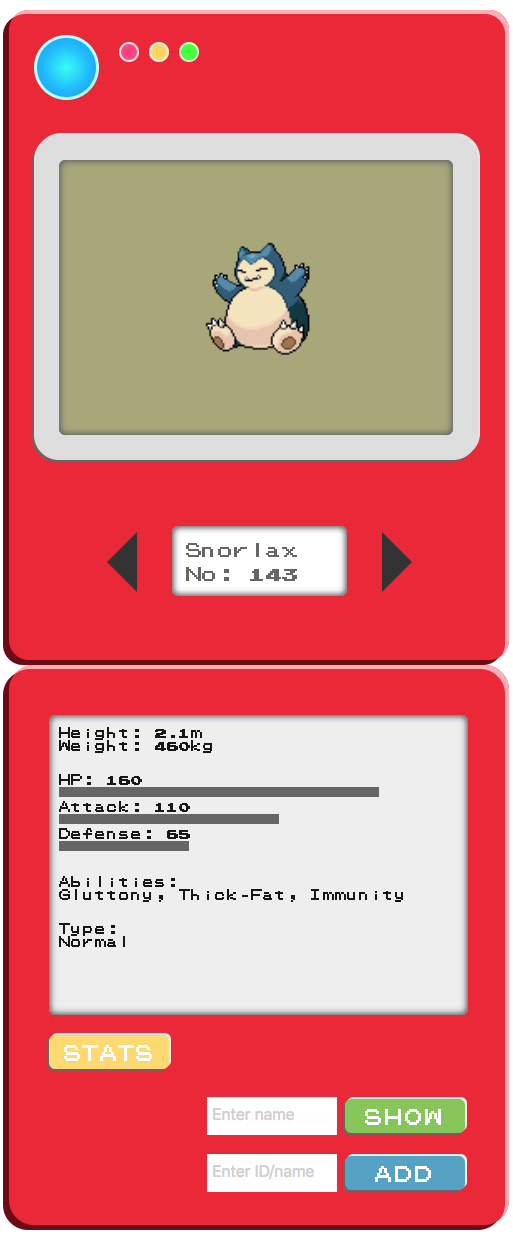 Snorlax
No: 143
Height: 2.1m
Weight: 460kg
HP: 160
Attack: 110
Defense: 65
Abilities:
Gluttony, Thick-Fat, Immunity
Type:
Normal
STATS
Enter name
SHOW
Enter ID/name
ADD